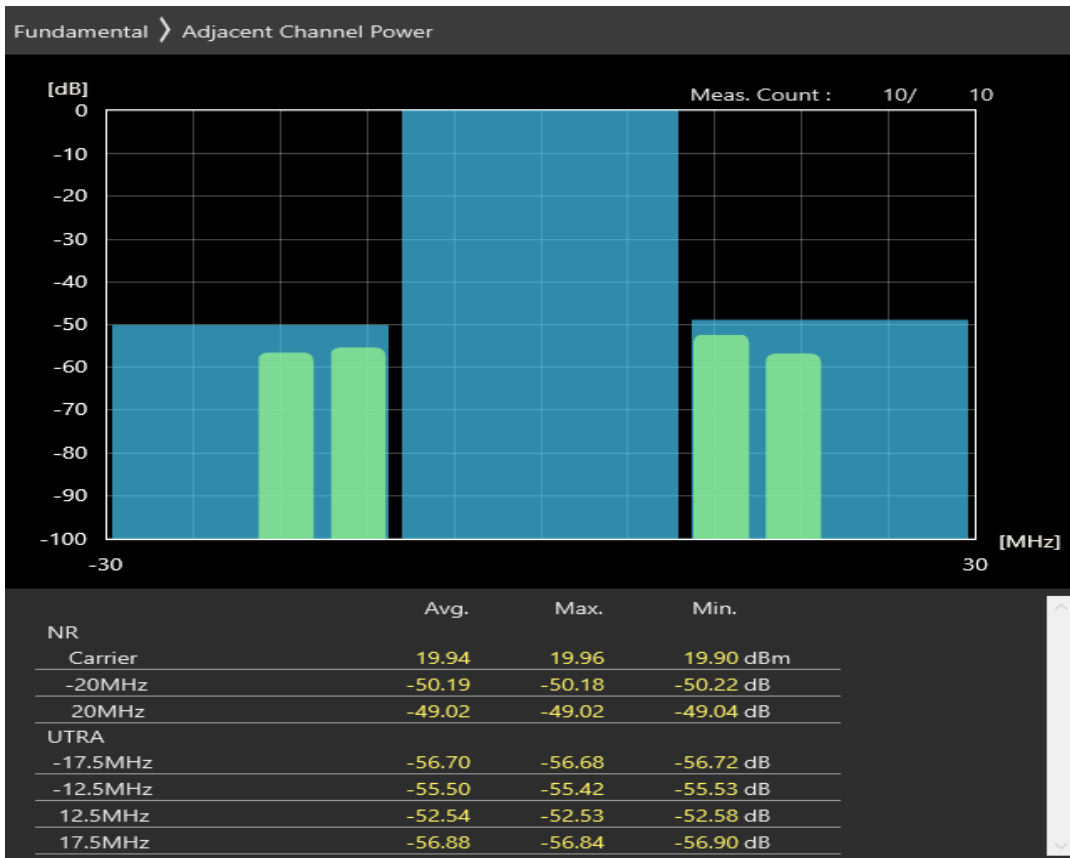 Fundamental 〉 Adjacent Channel Power
[dB]
Meas. Count : 10/ 10
0
-10
-20
-30
-40
-50
-60
-70
-80
-90
-100
[MHz]
-30 30
Avg. Max. Min.
NR
Carrier 19.94 19.96 19.90 dBm
-20MHz -50.19 -50.18 -50.22 dB
20MHz -49.02 -49.02 -49.04 dB
UTRA
-17.5MHz -56.70 -56.68 -56.72 dB
-12.5MHz -55.50 -55.42 -55.53 dB
12.5MHz -52.54 -52.53 -52.58 dB
17.5MHz -56.88 -56.84 -56.90 dB